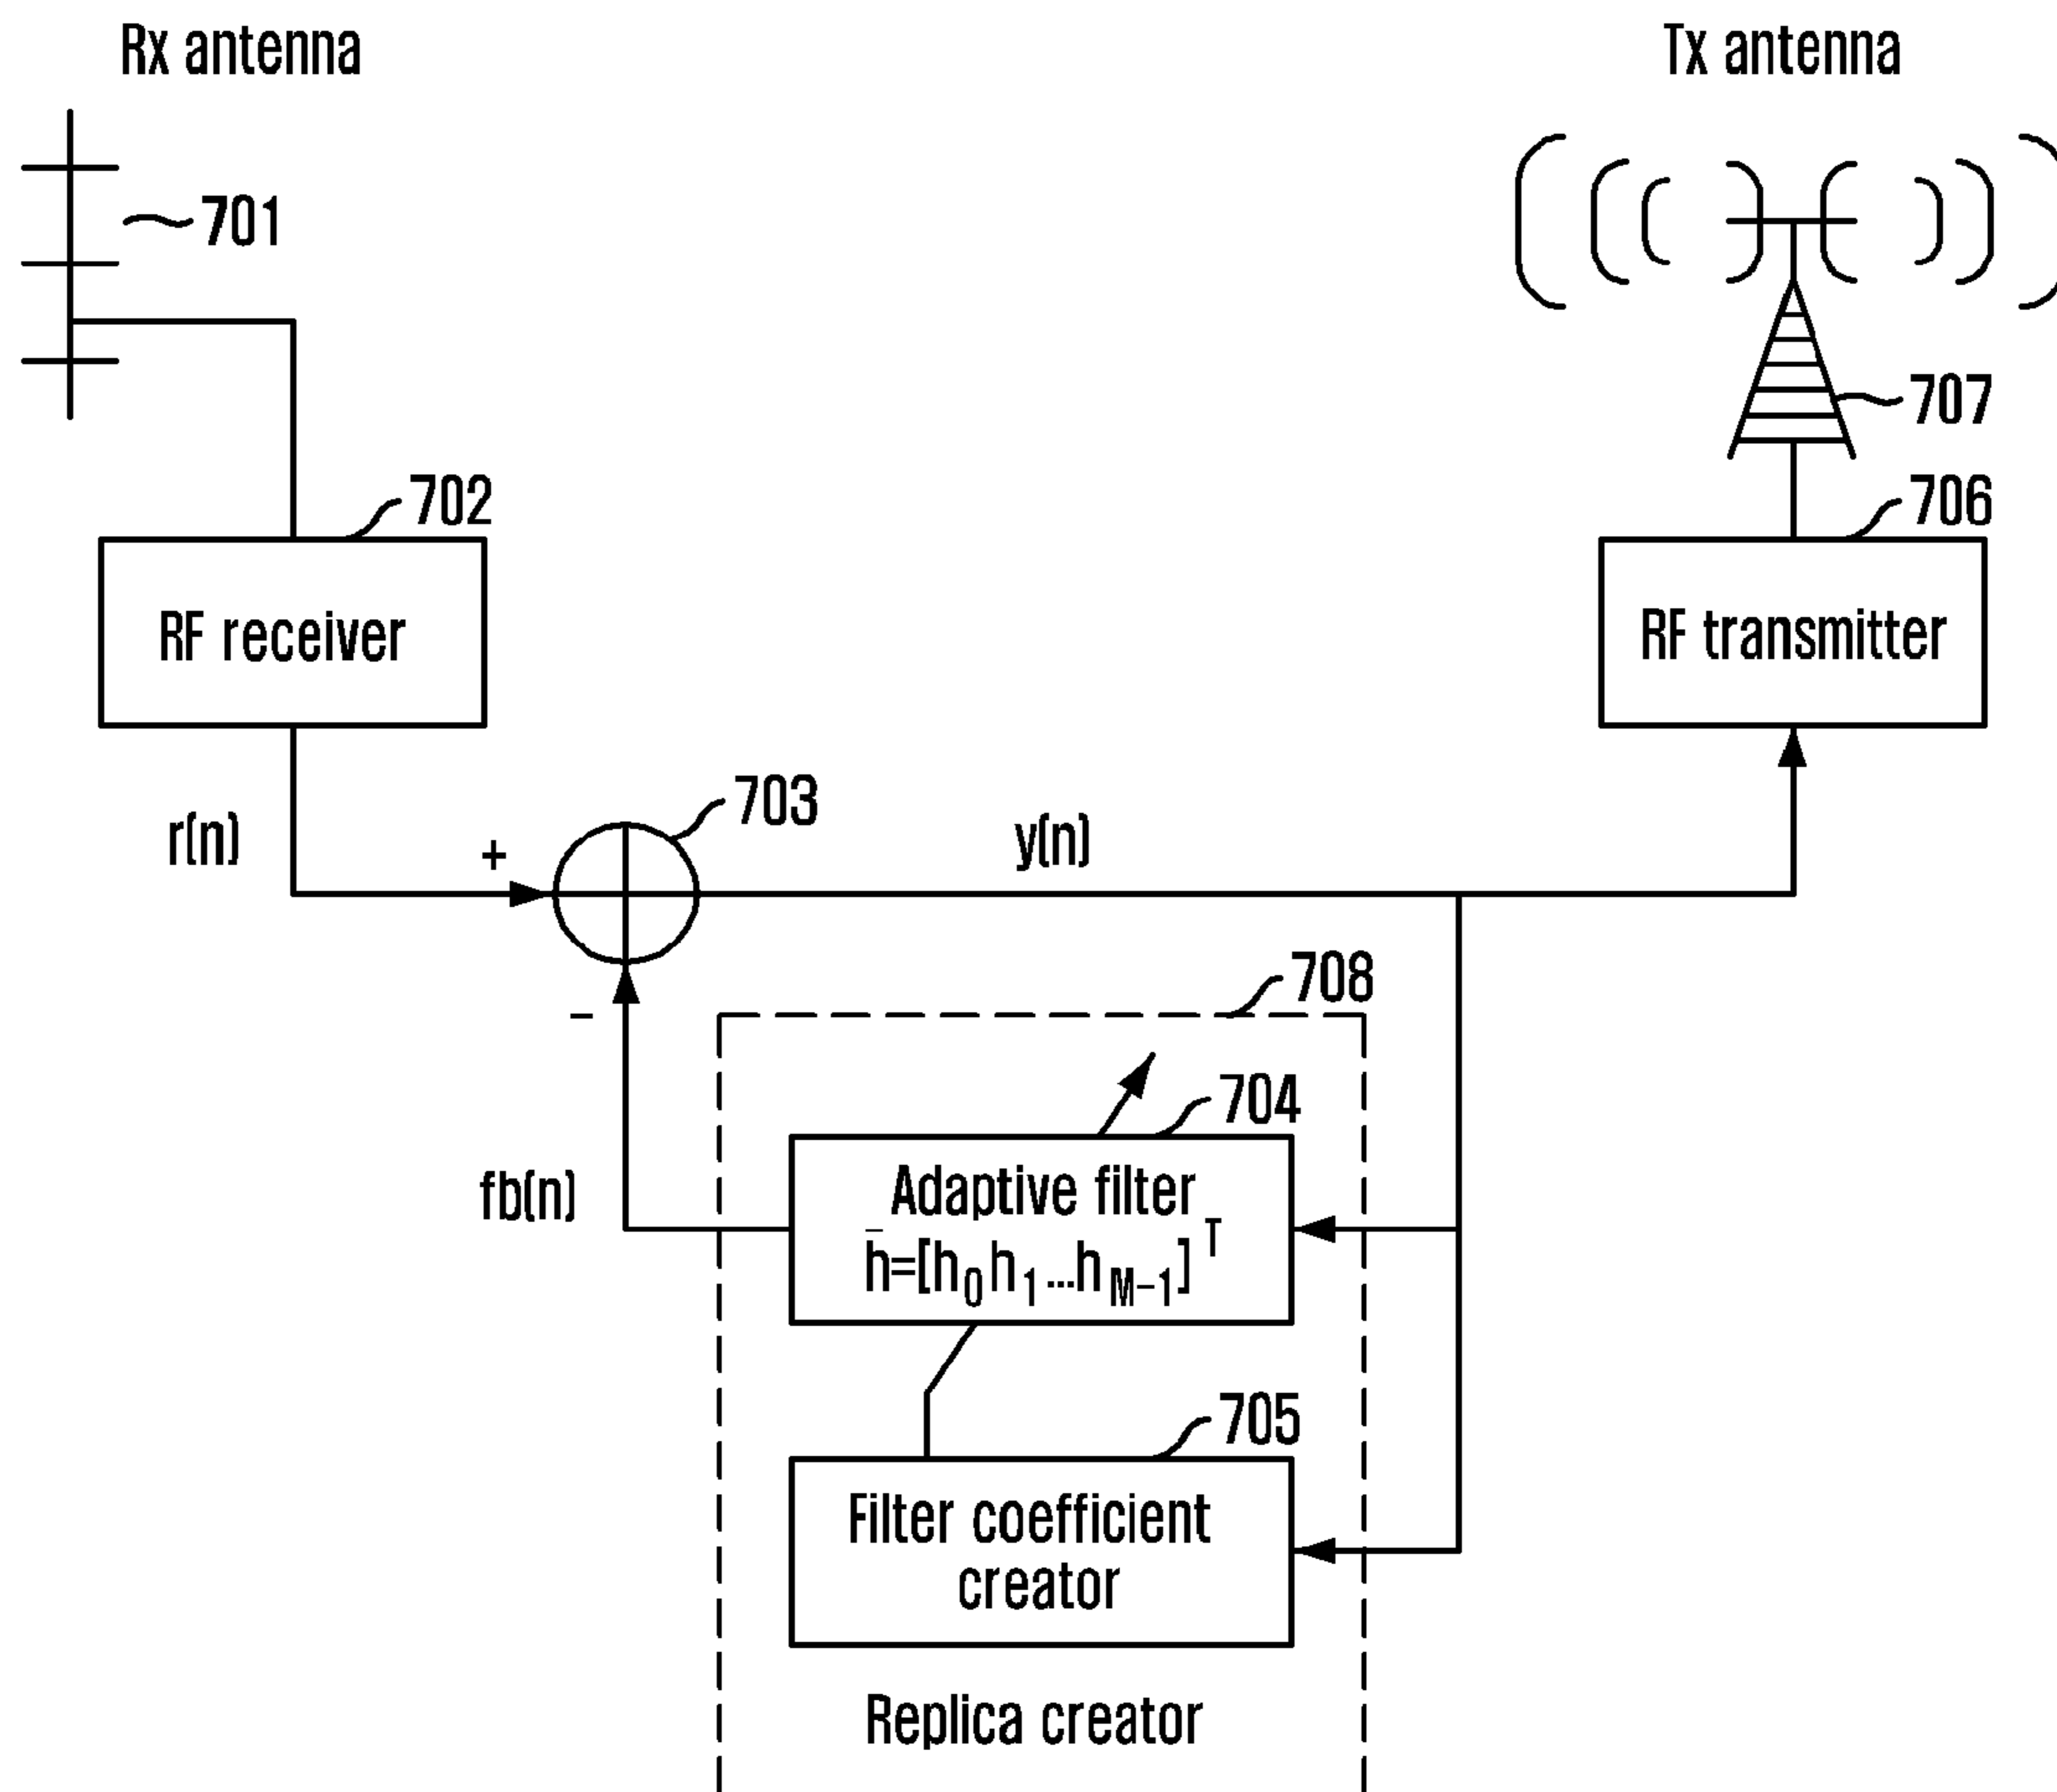 Rx antenna
Tx antenna
701
707
702
706
RF receiver
RF transmitter
703
r(n)
+
y(n)
708
-
704
Adaptive filter
fb(n)
h̄=[h₀h₁...h_M-1]ᵀ
705
Filter coefficient
creator
Replica creator